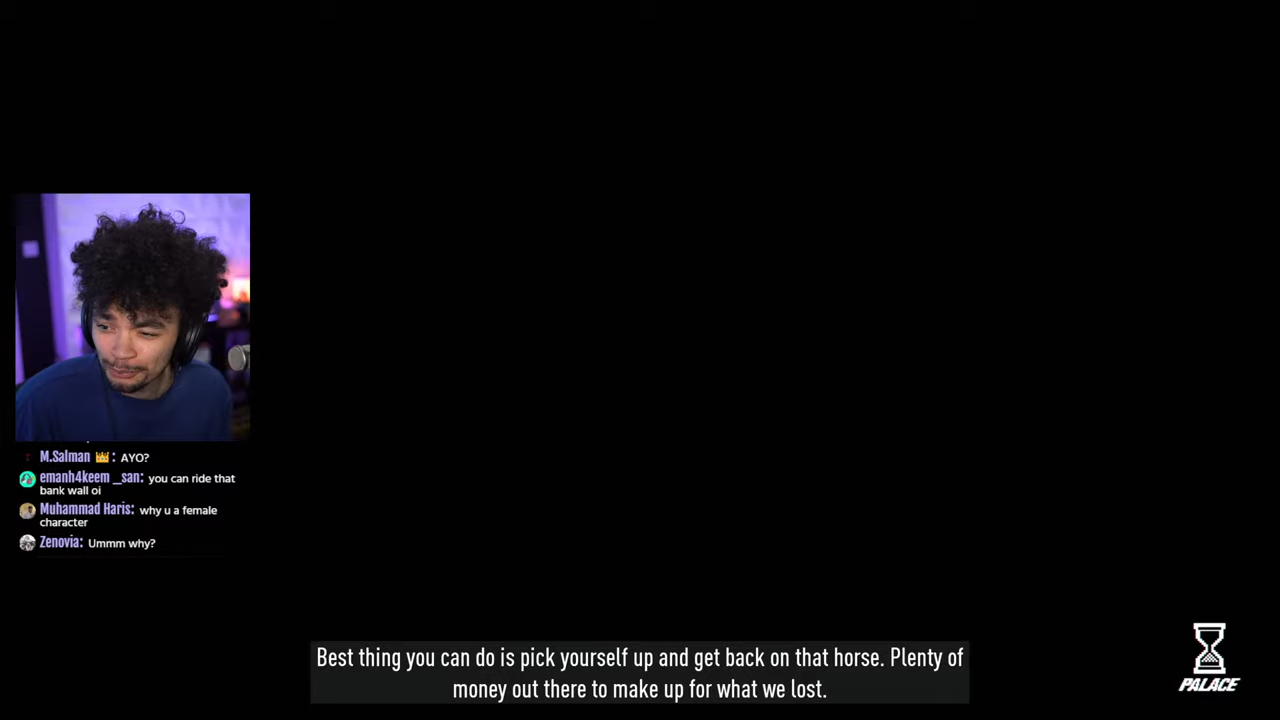 M.Salman : AYO?
emanh4keem _san: you can ride that
bank wall oi
Muhammad Haris: why u a female
character
Zenovia: Ummm why?
Best thing you can do is pick yourself up and get back on that horse. Plenty of
money out there to make up for what we lost.
PALACE